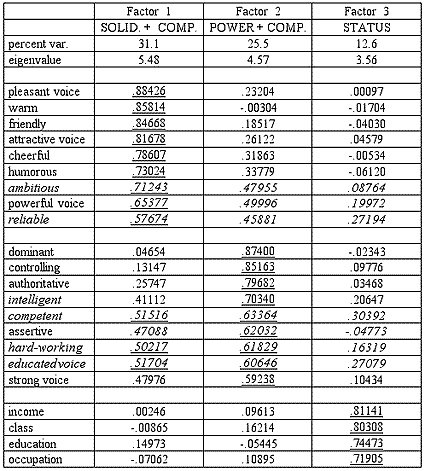 Factor 1 Factor 2 Factor 3
SOLID. + COMP. POWER + COMP. STATUS
percent var. 31.1 25.5 12.6
eigenvalue 5.48 4.57 3.56
pleasant voice .88426 .23204 .00097
warm .85814 -.00304 -.01704
friendly .84668 .18517 -.04030
attractive voice .81678 .26122 .04579
cheerful .78607 .31863 -.00534
humorous .73024 .33779 -.06120
ambitious .71243 .47955 .08764
powerful voice .65377 .49996 .19972
reliable .57674 .45881 .27194
dominant .04654 .87400 -.02343
controlling .13147 .85163 .09776
authoritative .25747 .79682 .03468
intelligent .41112 .70340 .20647
competent .51516 .63364 .30392
assertive .47088 .62032 -.04773
hard-working .50217 .61829 .16319
educated voice .51704 .60646 .27079
strong voice .47976 .59238 .10434
income .00246 .09613 .81141
class -.00865 .16214 .80308
education .14973 -.05445 .74473
occupation -.07062 .10895 .71905